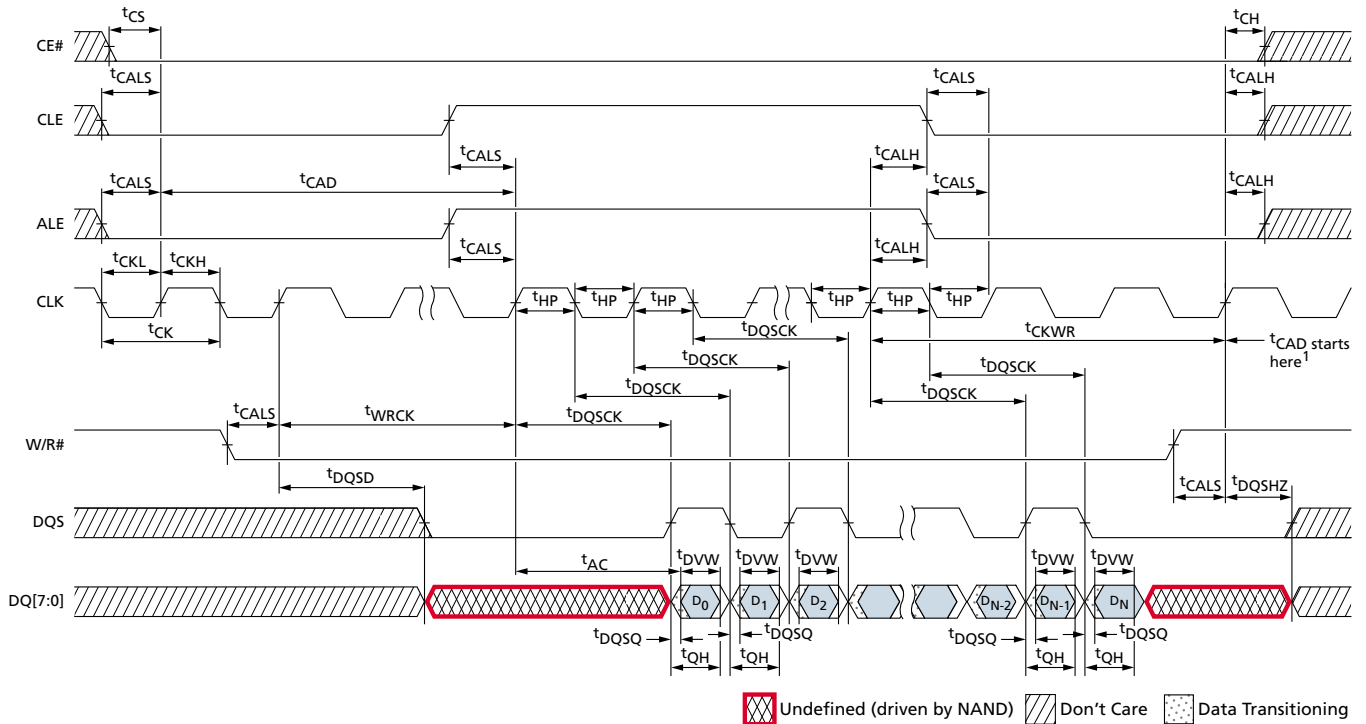 tCS
tCH
CE#
tCALS
tCALS
tCALH
CLE
tCALS
tCALH
tCALS
tCAD
tCALS
tCALH
ALE
tCKL
tCKH
tCALS
tCALH
CLK
tHP
tHP
tHP
tHP
tHP
tHP
tCK
tDQSCK
tCKWR
tCAD starts
here1
tDQSCK
tDQSCK
tDQSCK
tDQSCK
tCALS
tWRCK
tDQSCK
W/R#
tDQSD
tCALS
tDQSHZ
DQS
tAC
tDVW
tDVW
tDVW
tDVW
tDVW
DQ[7:0]
D0
D1
D2
DN-2
DN-1
DN
tDQSQ
tDQSQ
tDQSQ
tDQSQ
tQH
tQH
tQH
tQH
Undefined (driven by NAND)
Don't Care
Data Transitioning